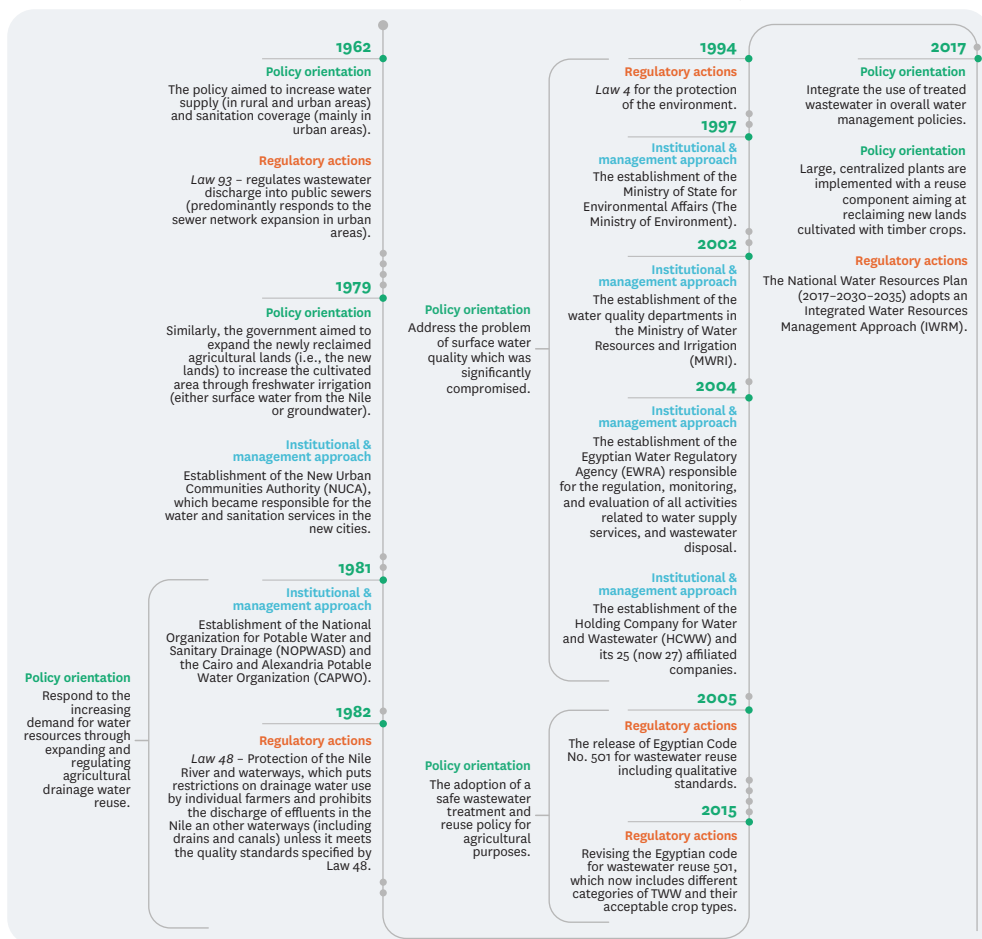 1962
Policy orientation
The policy aimed to increase water
supply (in rural and urban areas)
and sanitation coverage (mainly in
urban areas).
Regulatory actions
Law 93 – regulates wastewater
discharge into public sewers
(predominantly responds to the
sewer network expansion in urban
areas).
1979
Policy orientation
Similarly, the government aimed to
expand the newly reclaimed
agricultural lands (i.e., the new
lands) to increase the cultivated
area through freshwater irrigation
(either surface water from the Nile
or groundwater).
Institutional &
management approach
Establishment of the New Urban
Communities Authority (NUCA),
which became responsible for the
water and sanitation services in the
new cities.
Policy orientation
Respond to the
increasing
demand for water
resources through
expanding and
regulating
agricultural
drainage water
reuse.
1981
Institutional &
management approach
Establishment of the National
Organization for Potable Water and
Sanitary Drainage (NOPWASD) and
the Cairo and Alexandria Potable
Water Organization (CAPWO).
1982
Regulatory actions
Law 48 – Protection of the Nile
River and waterways, which puts
restrictions on drainage water use
by individual farmers and prohibits
the discharge of effluents in the
Nile an other waterways (including
drains and canals) unless it meets
the quality standards specified by
Law 48.
Policy orientation
Address the problem
of surface water
quality which was
significantly
compromised.
1994
Regulatory actions
Law 4 for the protection
of the environment.
1997
Institutional &
management approach
The establishment of the
Ministry of State for
Environmental Affairs (The
Ministry of Environment).
2002
Institutional &
management approach
The establishment of the
water quality departments in
the Ministry of Water
Resources and Irrigation
(MWRI).
2004
Institutional &
management approach
The establishment of the
Egyptian Water Regulatory
Agency (EWRA) responsible
for the regulation, monitoring,
and evaluation of all activities
related to water supply
services, and wastewater
disposal.
Institutional &
management approach
The establishment of the
Holding Company for Water
and Wastewater (HCWW) and
its 25 (now 27) affiliated
companies.
Policy orientation
The adoption of a
safe wastewater
treatment and
reuse policy for
agricultural
purposes.
2005
Regulatory actions
The release of Egyptian Code
No. 501 for wastewater reuse
including qualitative
standards.
2015
Regulatory actions
Revising the Egyptian code
for wastewater reuse 501,
which now includes different
categories of TWW and their
acceptable crop types.
2017
Policy orientation
Integrate the use of treated
wastewater in overall water
management policies.
Policy orientation
Large, centralized plants are
implemented with a reuse
component aiming at
reclaiming new lands
cultivated with timber crops.
Regulatory actions
The National Water Resources Plan
(2017–2030–2035) adopts an
Integrated Water Resources
Management Approach (IWRM).